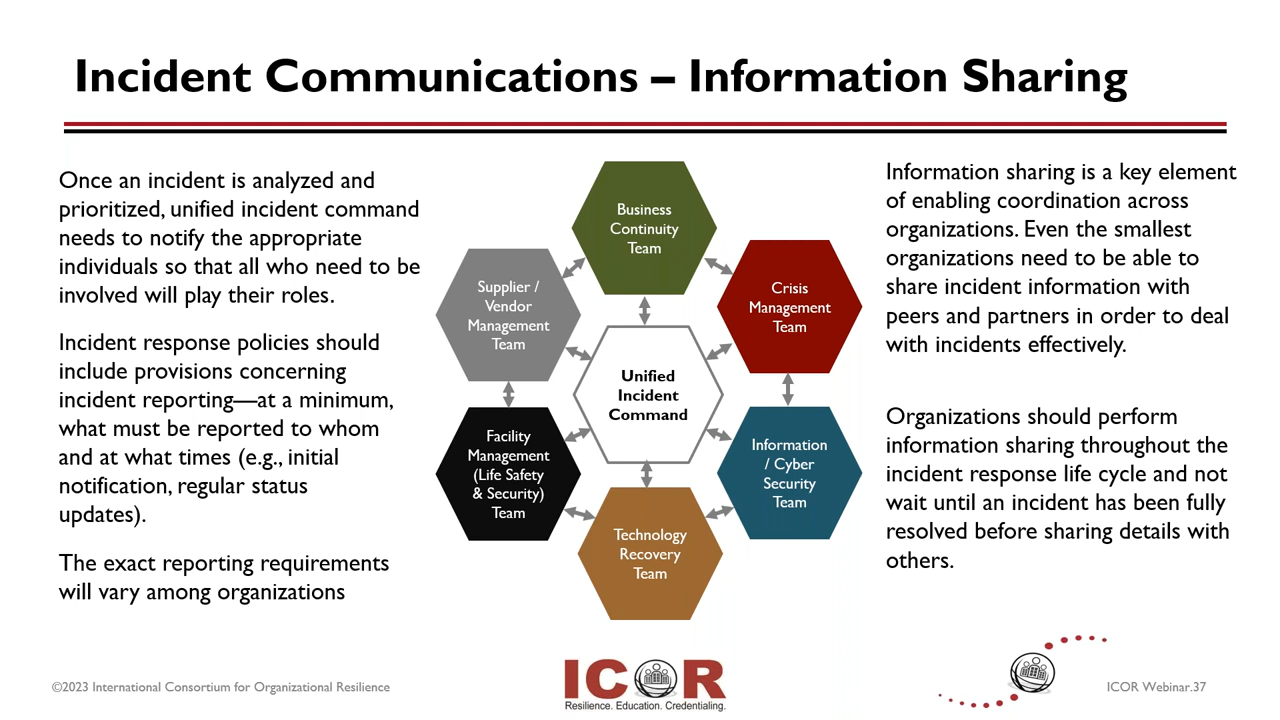 Incident Communications – Information Sharing
Once an incident is analyzed and
prioritized, unified incident command
needs to notify the appropriate
individuals so that all who need to be
involved will play their roles.
Incident response policies should
include provisions concerning
incident reporting—at a minimum,
what must be reported to whom
and at what times (e.g., initial
notification, regular status
updates).
The exact reporting requirements
will vary among organizations
Business
Continuity
Team
Supplier /
Vendor
Management
Team
Crisis
Management
Team
Unified
Incident
Command
Facility
Management
(Life Safety
& Security)
Team
Information
/ Cyber
Security
Team
Technology
Recovery
Team
Information sharing is a key element
of enabling coordination across
organizations. Even the smallest
organizations need to be able to
share incident information with
peers and partners in order to deal
with incidents effectively.
Organizations should perform
information sharing throughout the
incident response life cycle and not
wait until an incident has been fully
resolved before sharing details with
others.
©2023 International Consortium for Organizational Resilience
ICOR
Resilience. Education. Credentialing.
ICOR Webinar.37